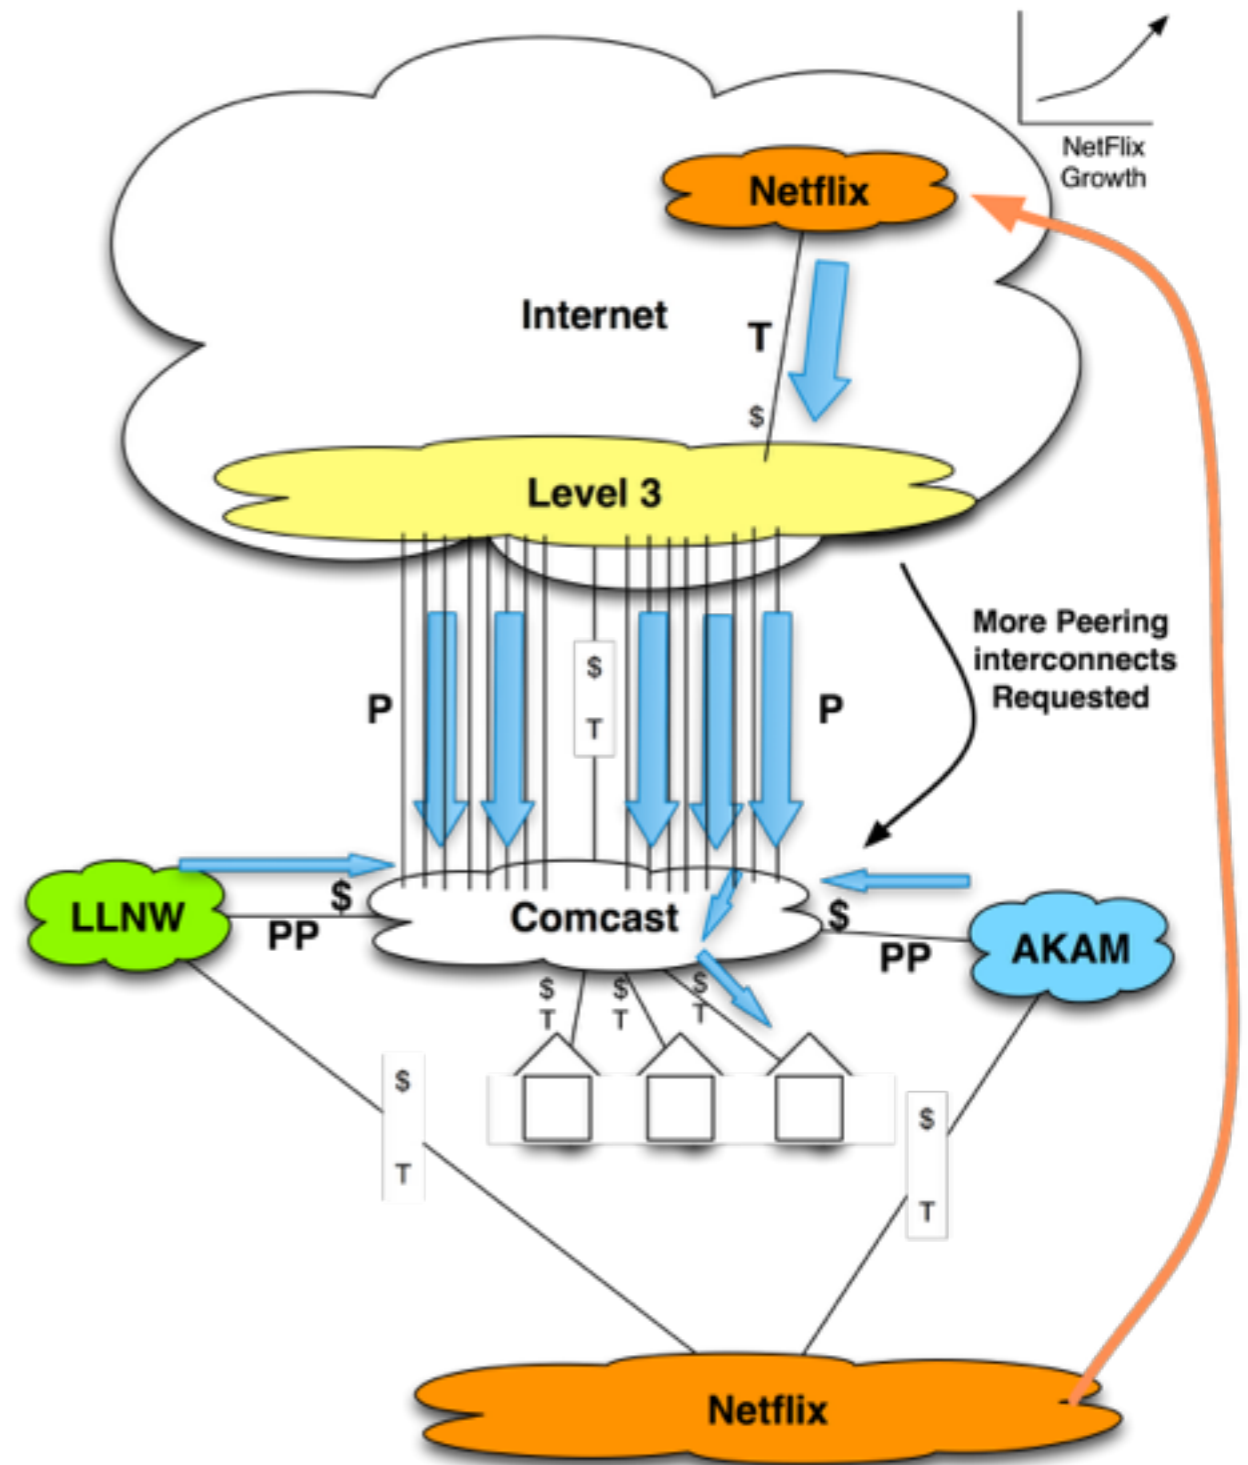 NetFlix
Growth
Netflix
Internet
T
$
Level 3
More Peering
interconnects
Requested
P
$
T
P
LLNW
$
PP
Comcast
$
PP
AKAM
$
T
$
T
$
T
$
T
$
T
Netflix